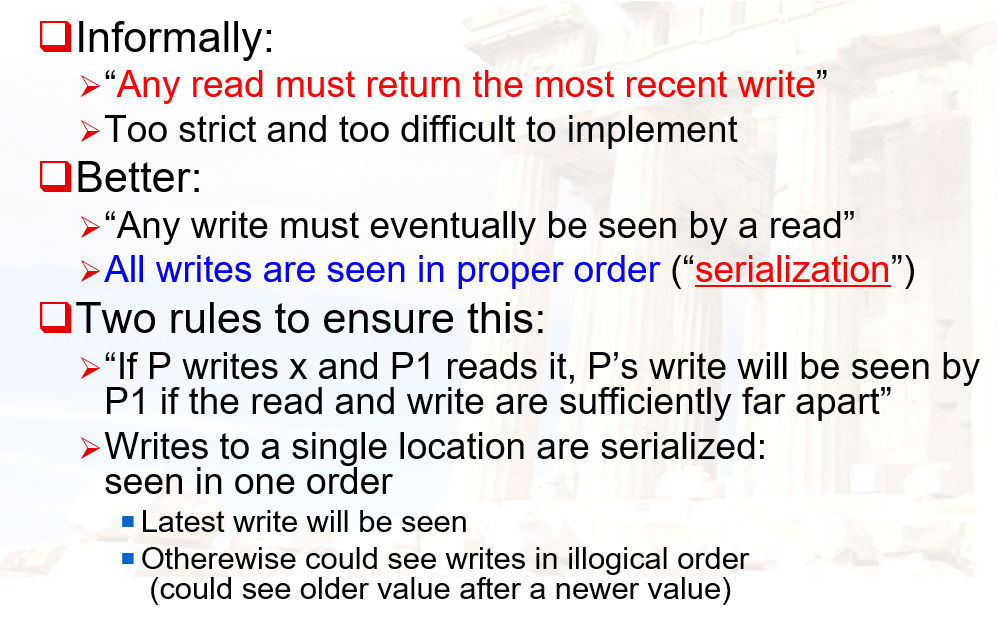 Informally:
“Any read must return the most recent write”
Too strict and too difficult to implement
Better:
“Any write must eventually be seen by a read”
All writes are seen in proper order (“serialization”)
Two rules to ensure this:
“If P writes x and P1 reads it, P’s write will be seen by
P1 if the read and write are sufficiently far apart”
Writes to a single location are serialized:
seen in one order
Latest write will be seen
Otherewise could see writes in illogical order
(could see older value after a newer value)